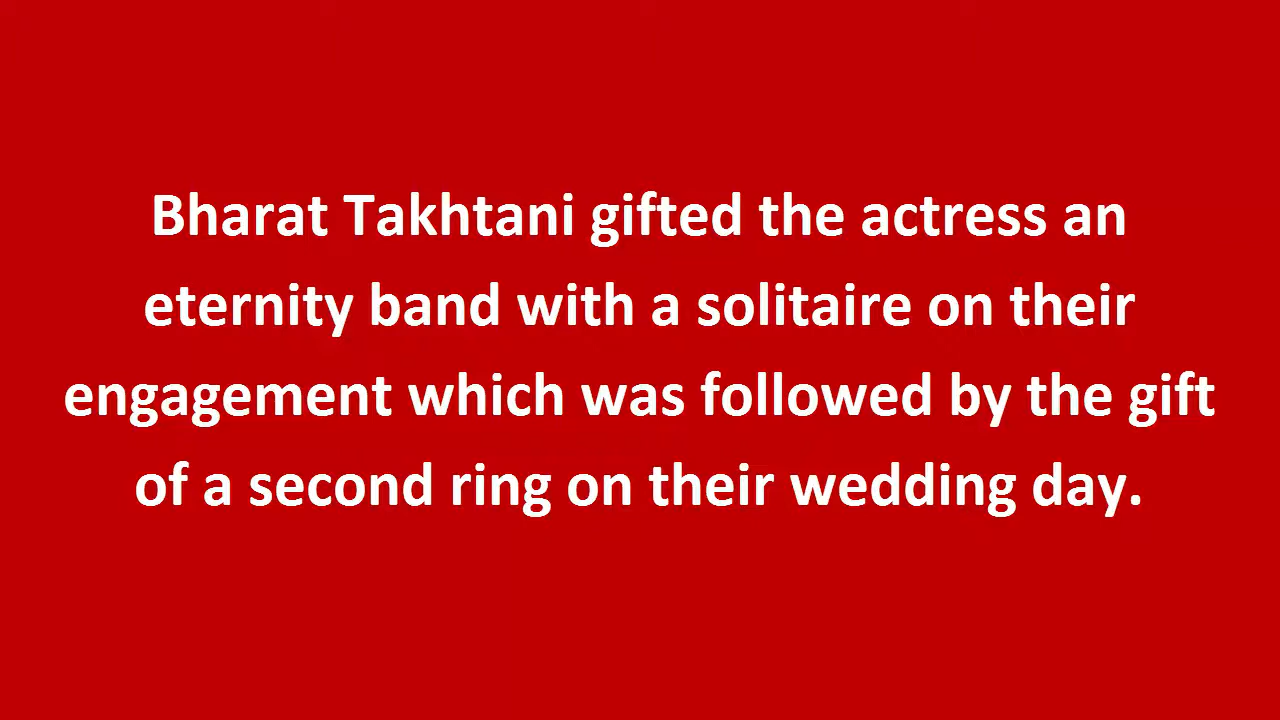 Bharat Takhtani gifted the actress an
eternity band with a solitaire on their
engagement which was followed by the gift
of a second ring on their wedding day.